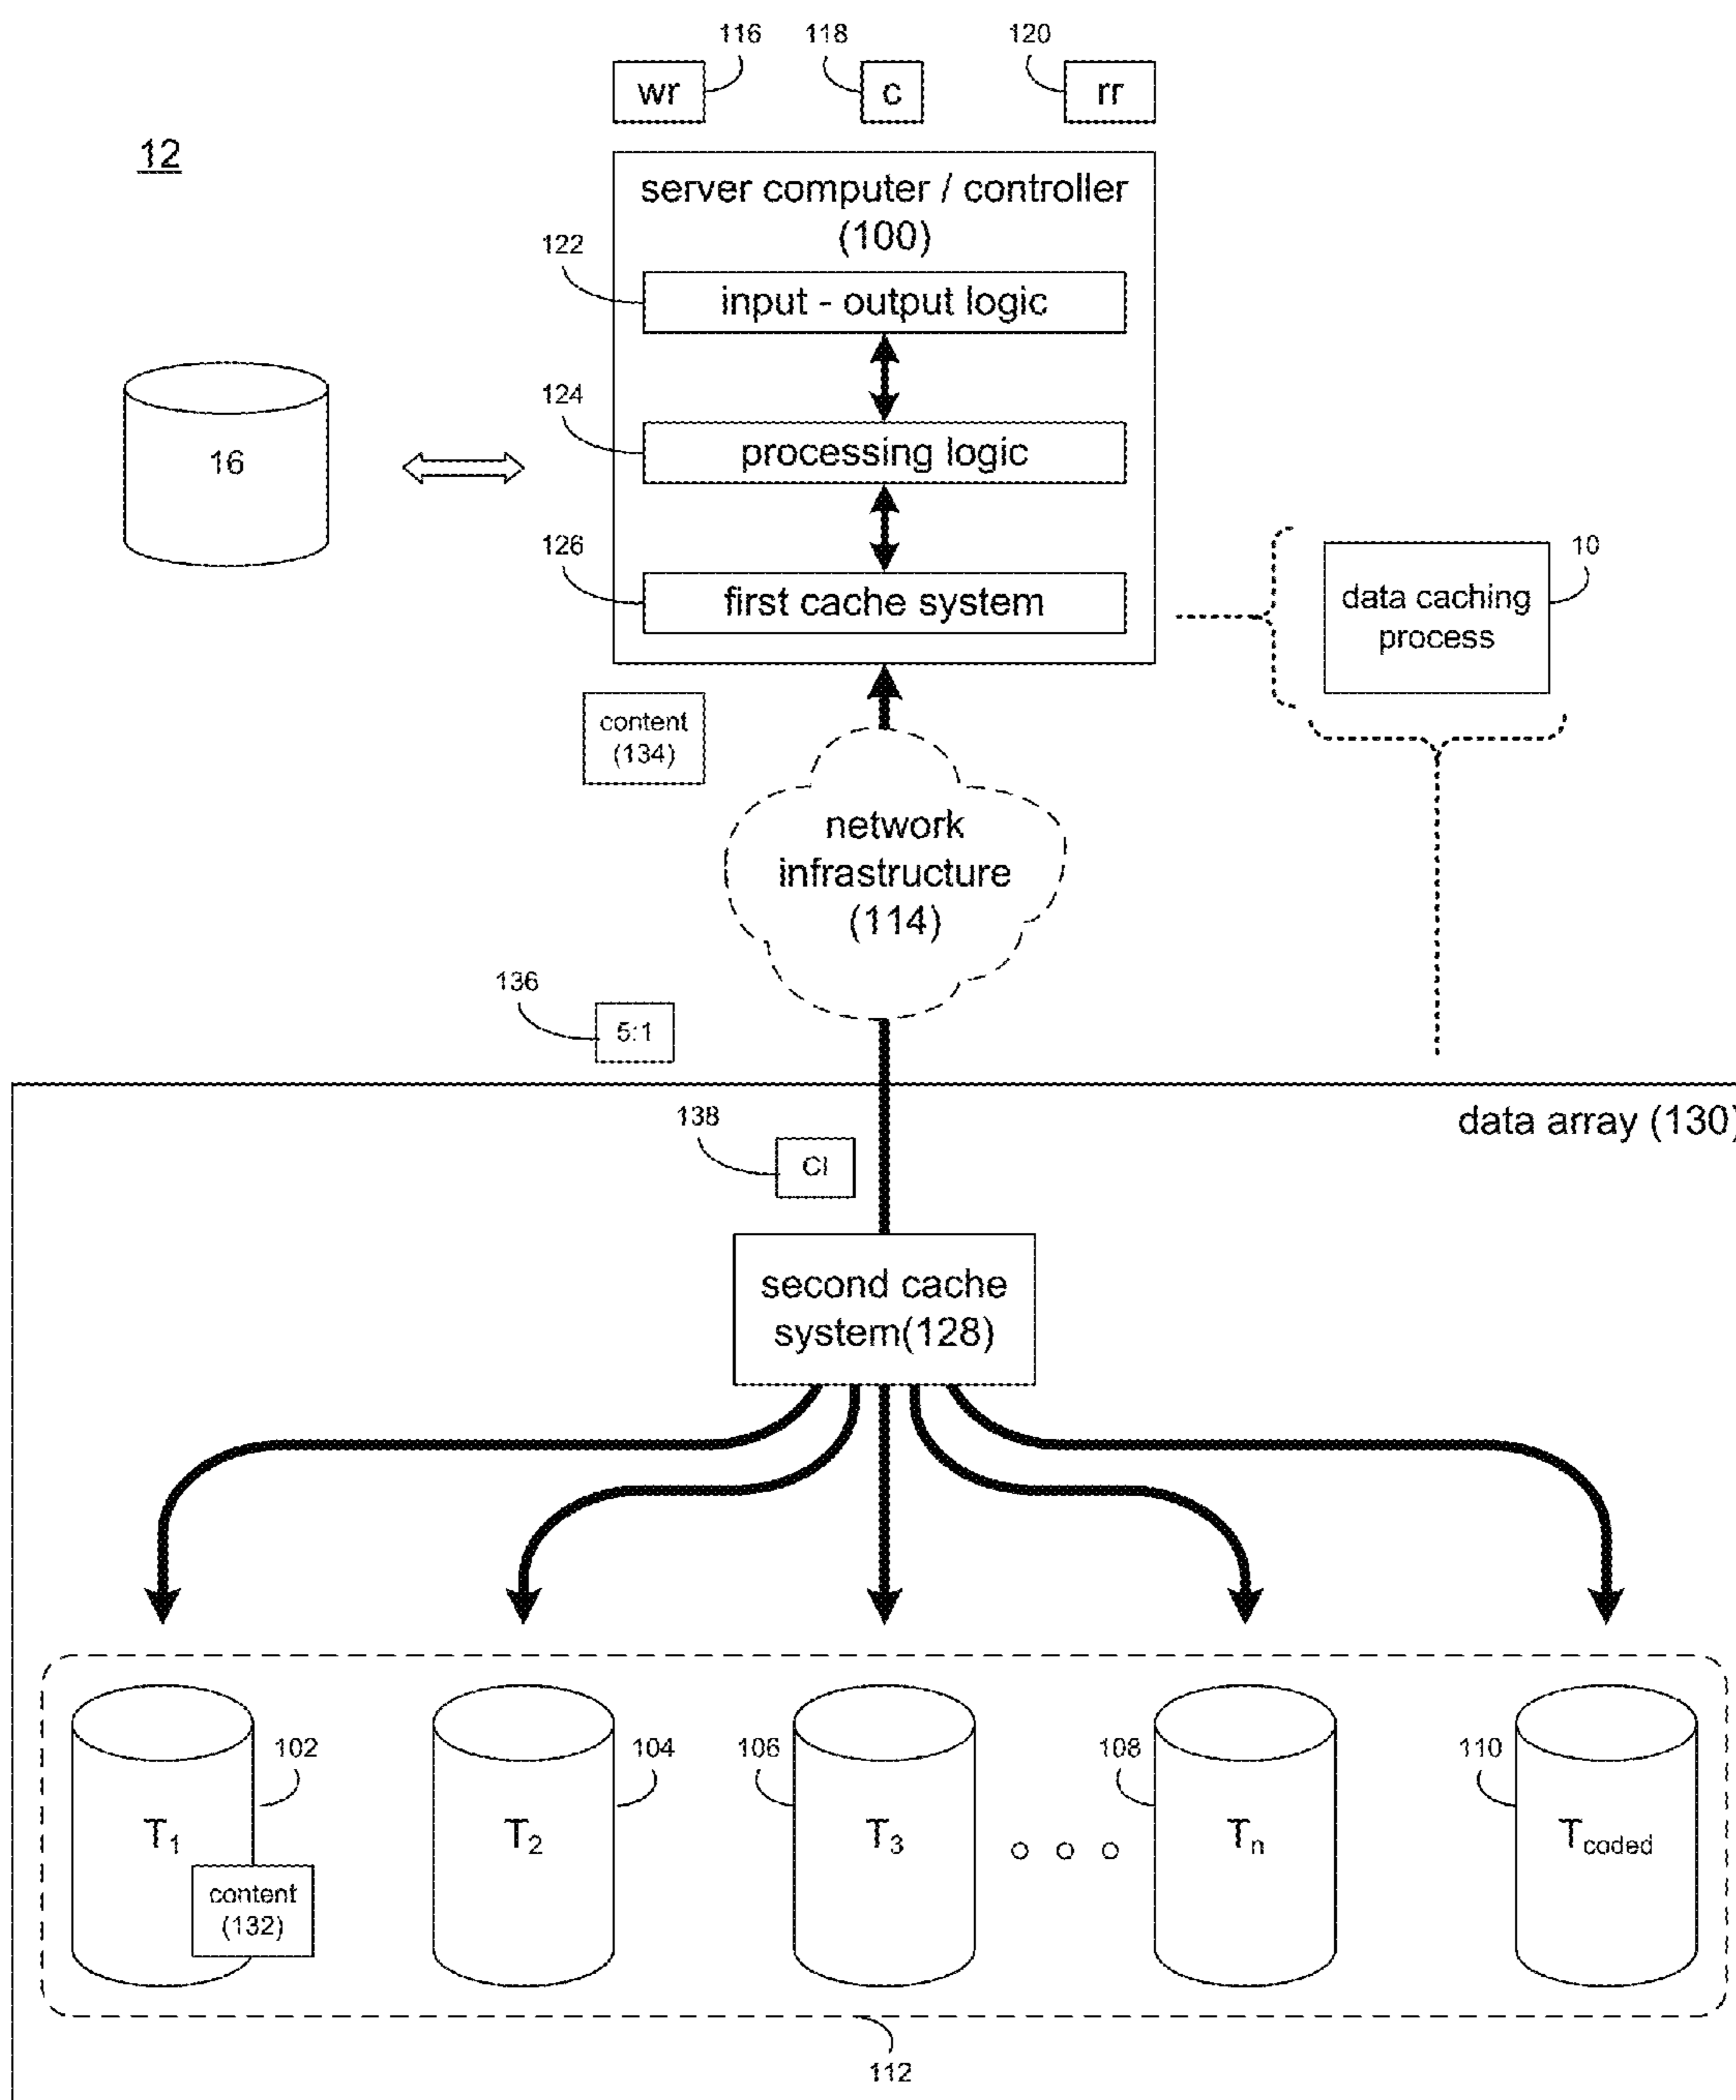 116
118
120
wr
c
rr
12
server computer / controller
(100)
122
input - output logic
124
processing logic
16
126
first cache system
10
data caching
process
content
(134)
network
infrastructure
(114)
136
5:1
data array (130)
138
CI
second cache
system(128)
102
104
106
108
110
T1
T2
T3
Tn
Tcoded
content
(132)
112